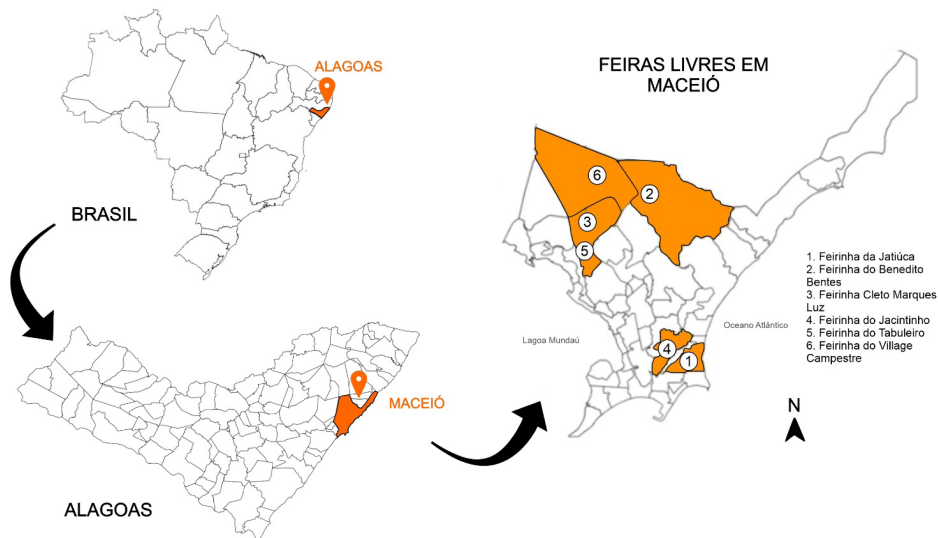 ALAGOAS
BRASIL
MACEIÓ
ALAGOAS
FEIRAS LIVRES EM
MACEIÓ
6
2
3
5
4
1
Lagoa Mundaú
Oceano Atlântico
1. Feirinha da Jatiúca
2. Feirinha do Benedito
Bentes
3. Feirinha Cleto Marques
Luz
4. Feirinha do Jacintinho
5. Feirinha do Tabuleiro
6. Feirinha do Village
Campestre
N